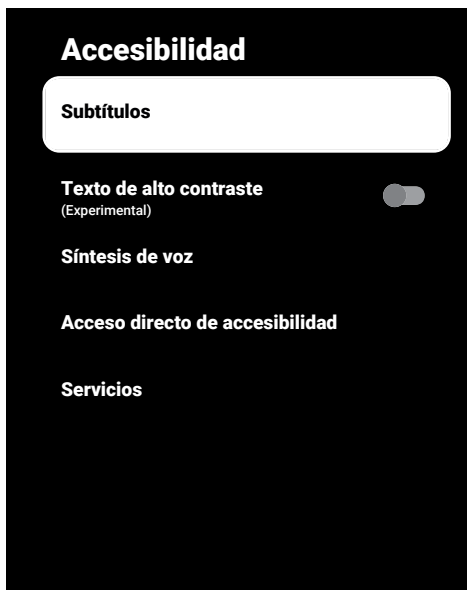 Accesibilidad
Subtítulos
Texto de alto contraste
(Experimental)
Síntesis de voz
Acceso directo de accesibilidad
Servicios